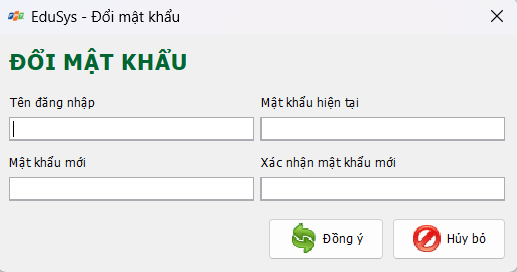 EduSys - Đổi mật khẩu
ĐỔI MẬT KHẨU
Tên đăng nhập
Mật khẩu hiện tại
Mật khẩu mới
Xác nhận mật khẩu mới
Đồng ý
Hủy bỏ